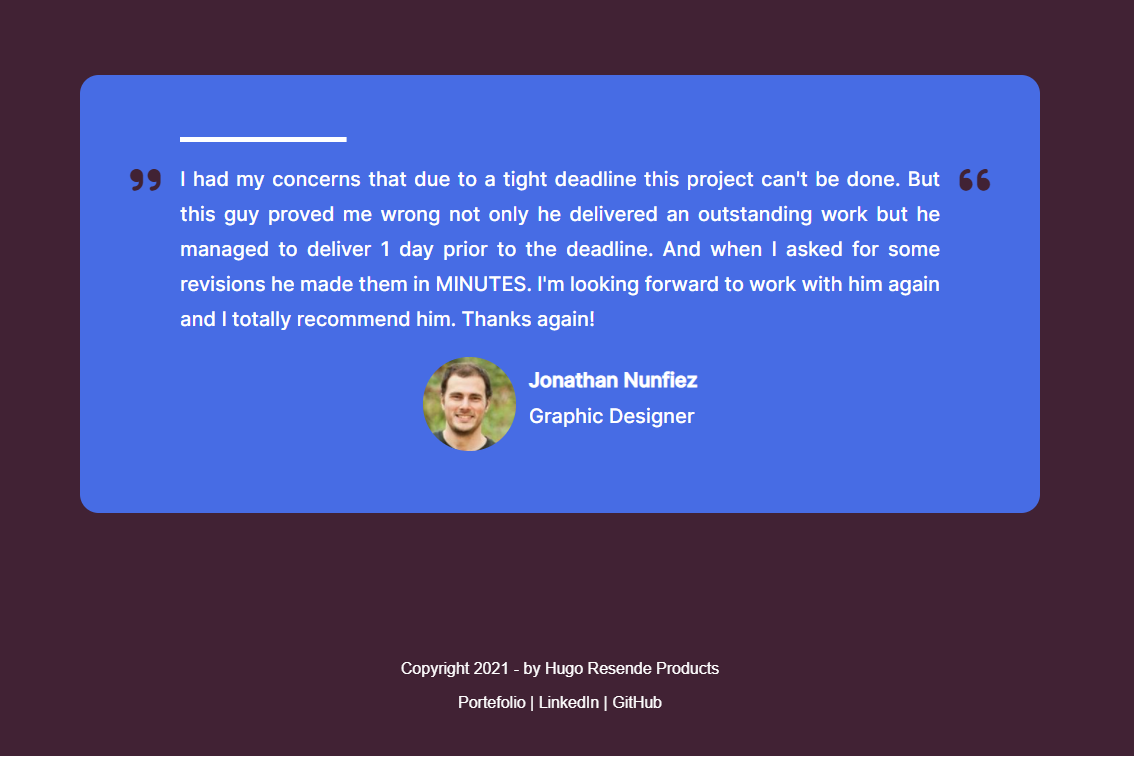 I had my concerns that due to a tight deadline this project can't be done. But
” this guy proved me wrong not only he delivered an outstanding work but he “
managed to deliver 1 day prior to the deadline. And when I asked for some
revisions he made them in MINUTES. I'm looking forward to work with him again
and I totally recommend him. Thanks again!
Jonathan Nunfiez
Graphic Designer
Copyright 2021 - by Hugo Resende Products
Portefolio | LinkedIn | GitHub